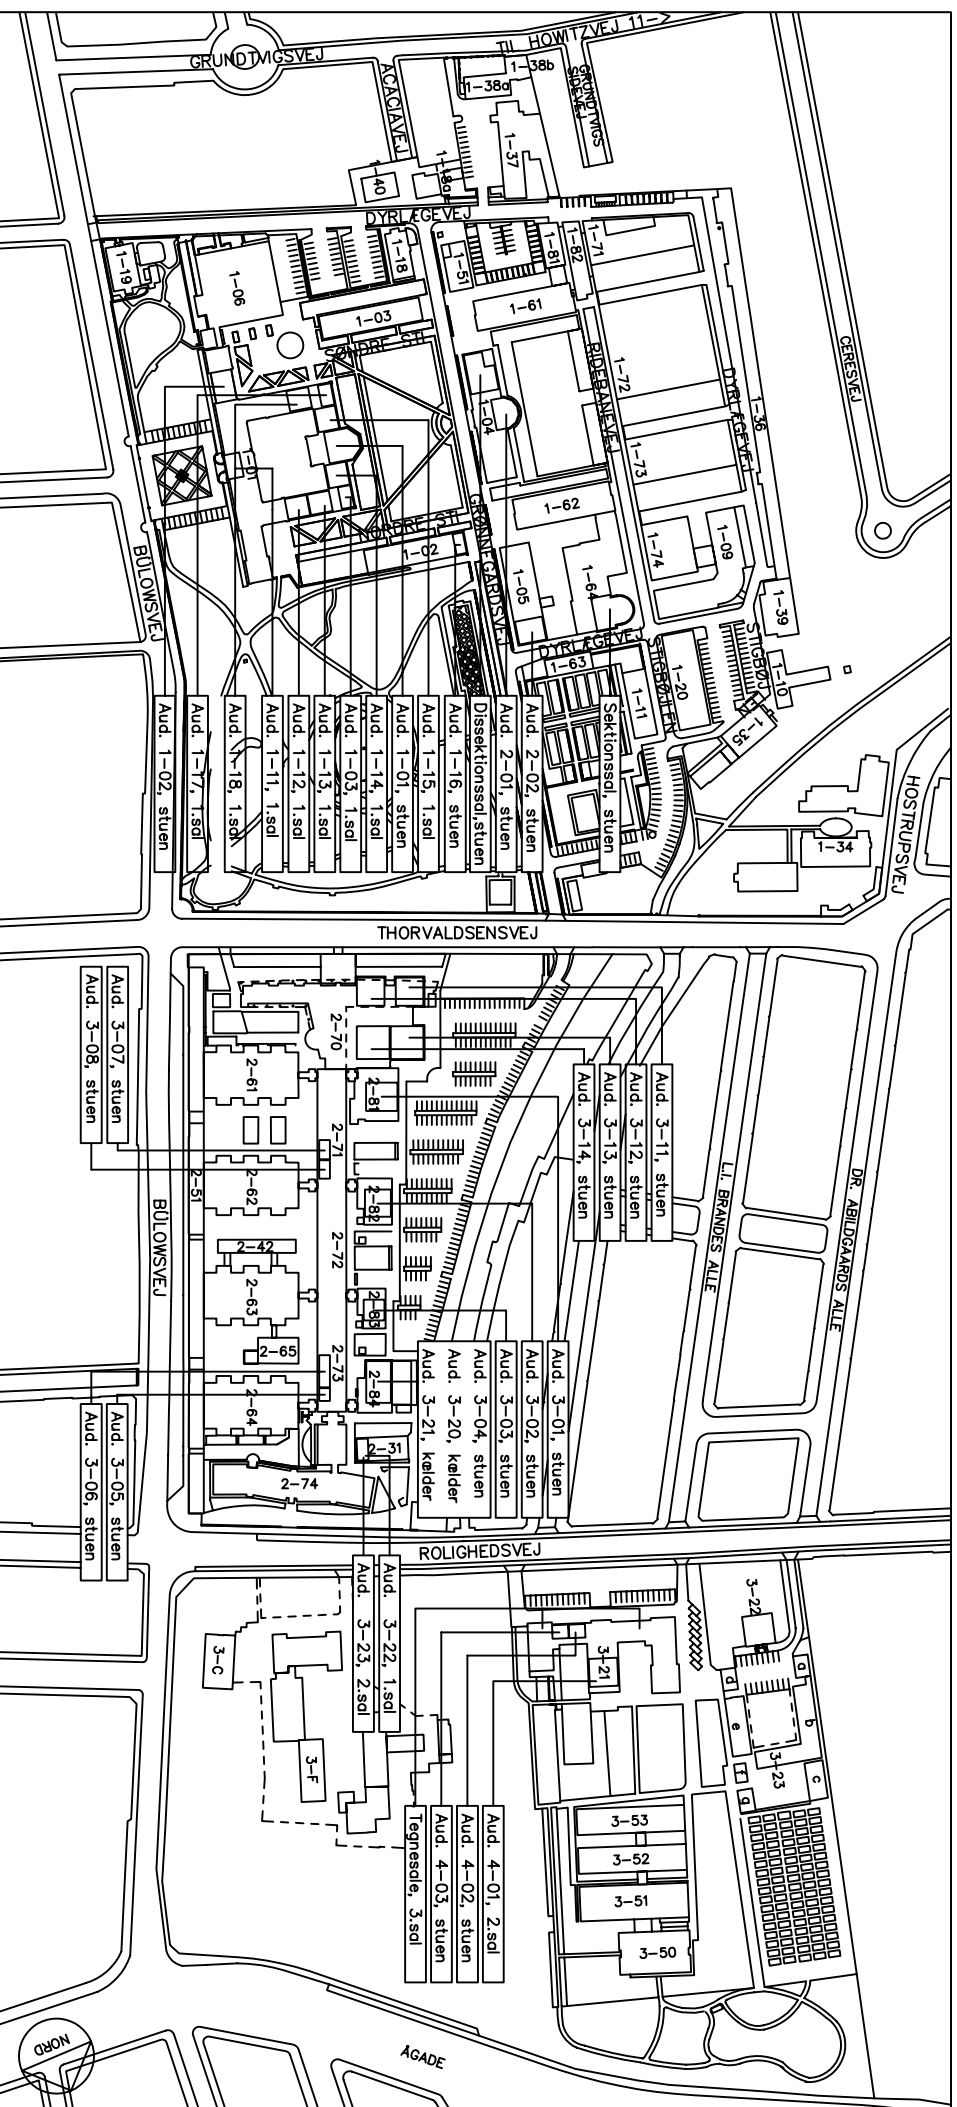 GRUNDTVIGSVEJ
TIL HOWITZVEJ 11->
GRUNDTVIGS
SIDEVEJ
ACACIAVEJ
1-38b
1-38a
1-37
1-18a
1-40
DYRLÆGEVEJ
CERESVEJ
1-19
1-06
1-18
1-03
1-51
1-61
1-81
1-82
1-71
SØNDRE STI
RIDEBANEVEJ
1-72
DYRLÆGEVEJ
1-36
1-04
1-73
1-01
1-62
NORDRE STI
1-02
GRØNNEGÅRDSVEJ
1-05
1-64
1-74
1-09
1-39
BÜLOWSVEJ
DYRLÆGEVEJ
1-63
STIGBØJLEN
1-20
STIGBØJLEN
1-10
1-11
1-35
HOSTRUPSVEJ
1-34
Aud. 1-02, stuen
Aud. 1-17, 1.sal
Aud. 1-18, 1.sal
Aud. 1-11, 1.sal
Aud. 1-12, 1.sal
Aud. 1-13, 1.sal
Aud. 1-03, 1.sal
Aud. 1-14, 1.sal
Aud. 1-01, stuen
Aud. 1-15, 1.sal
Aud. 1-16, stuen
Dissektionssal,stuen
Aud. 2-01, stuen
Aud. 2-02, stuen
Sektionssal, stuen
THORVALDSENSVEJ
Aud. 3-07, stuen
Aud. 3-08, stuen
2-70
2-61
2-81
2-71
2-51
2-62
2-82
2-42
2-72
2-63
2-83
2-65
2-73
2-64
2-84
2-31
2-74
BÜLOWSVEJ
Aud. 3-11, stuen
Aud. 3-12, stuen
Aud. 3-13, stuen
Aud. 3-14, stuen
L.I. BRANDES ALLE
DR. ABILDGAARDS ALLE
Aud. 3-01, stuen
Aud. 3-02, stuen
Aud. 3-03, stuen
Aud. 3-04, stuen
Aud. 3-20, kælder
Aud. 3-21, kælder
Aud. 3-05, stuen
Aud. 3-06, stuen
ROLIGHEDSVEJ
Aud. 3-22, 1.sal
Aud. 3-23, 2.sal
3-C
3-F
3-21
3-22
a
b
c
d
e
f
g
3-23
3-53
3-52
3-51
3-50
Aud. 4-01, 2.sal
Aud. 4-02, stuen
Aud. 4-03, stuen
Tegnesale, 3.sal
ÅGADE
NORD